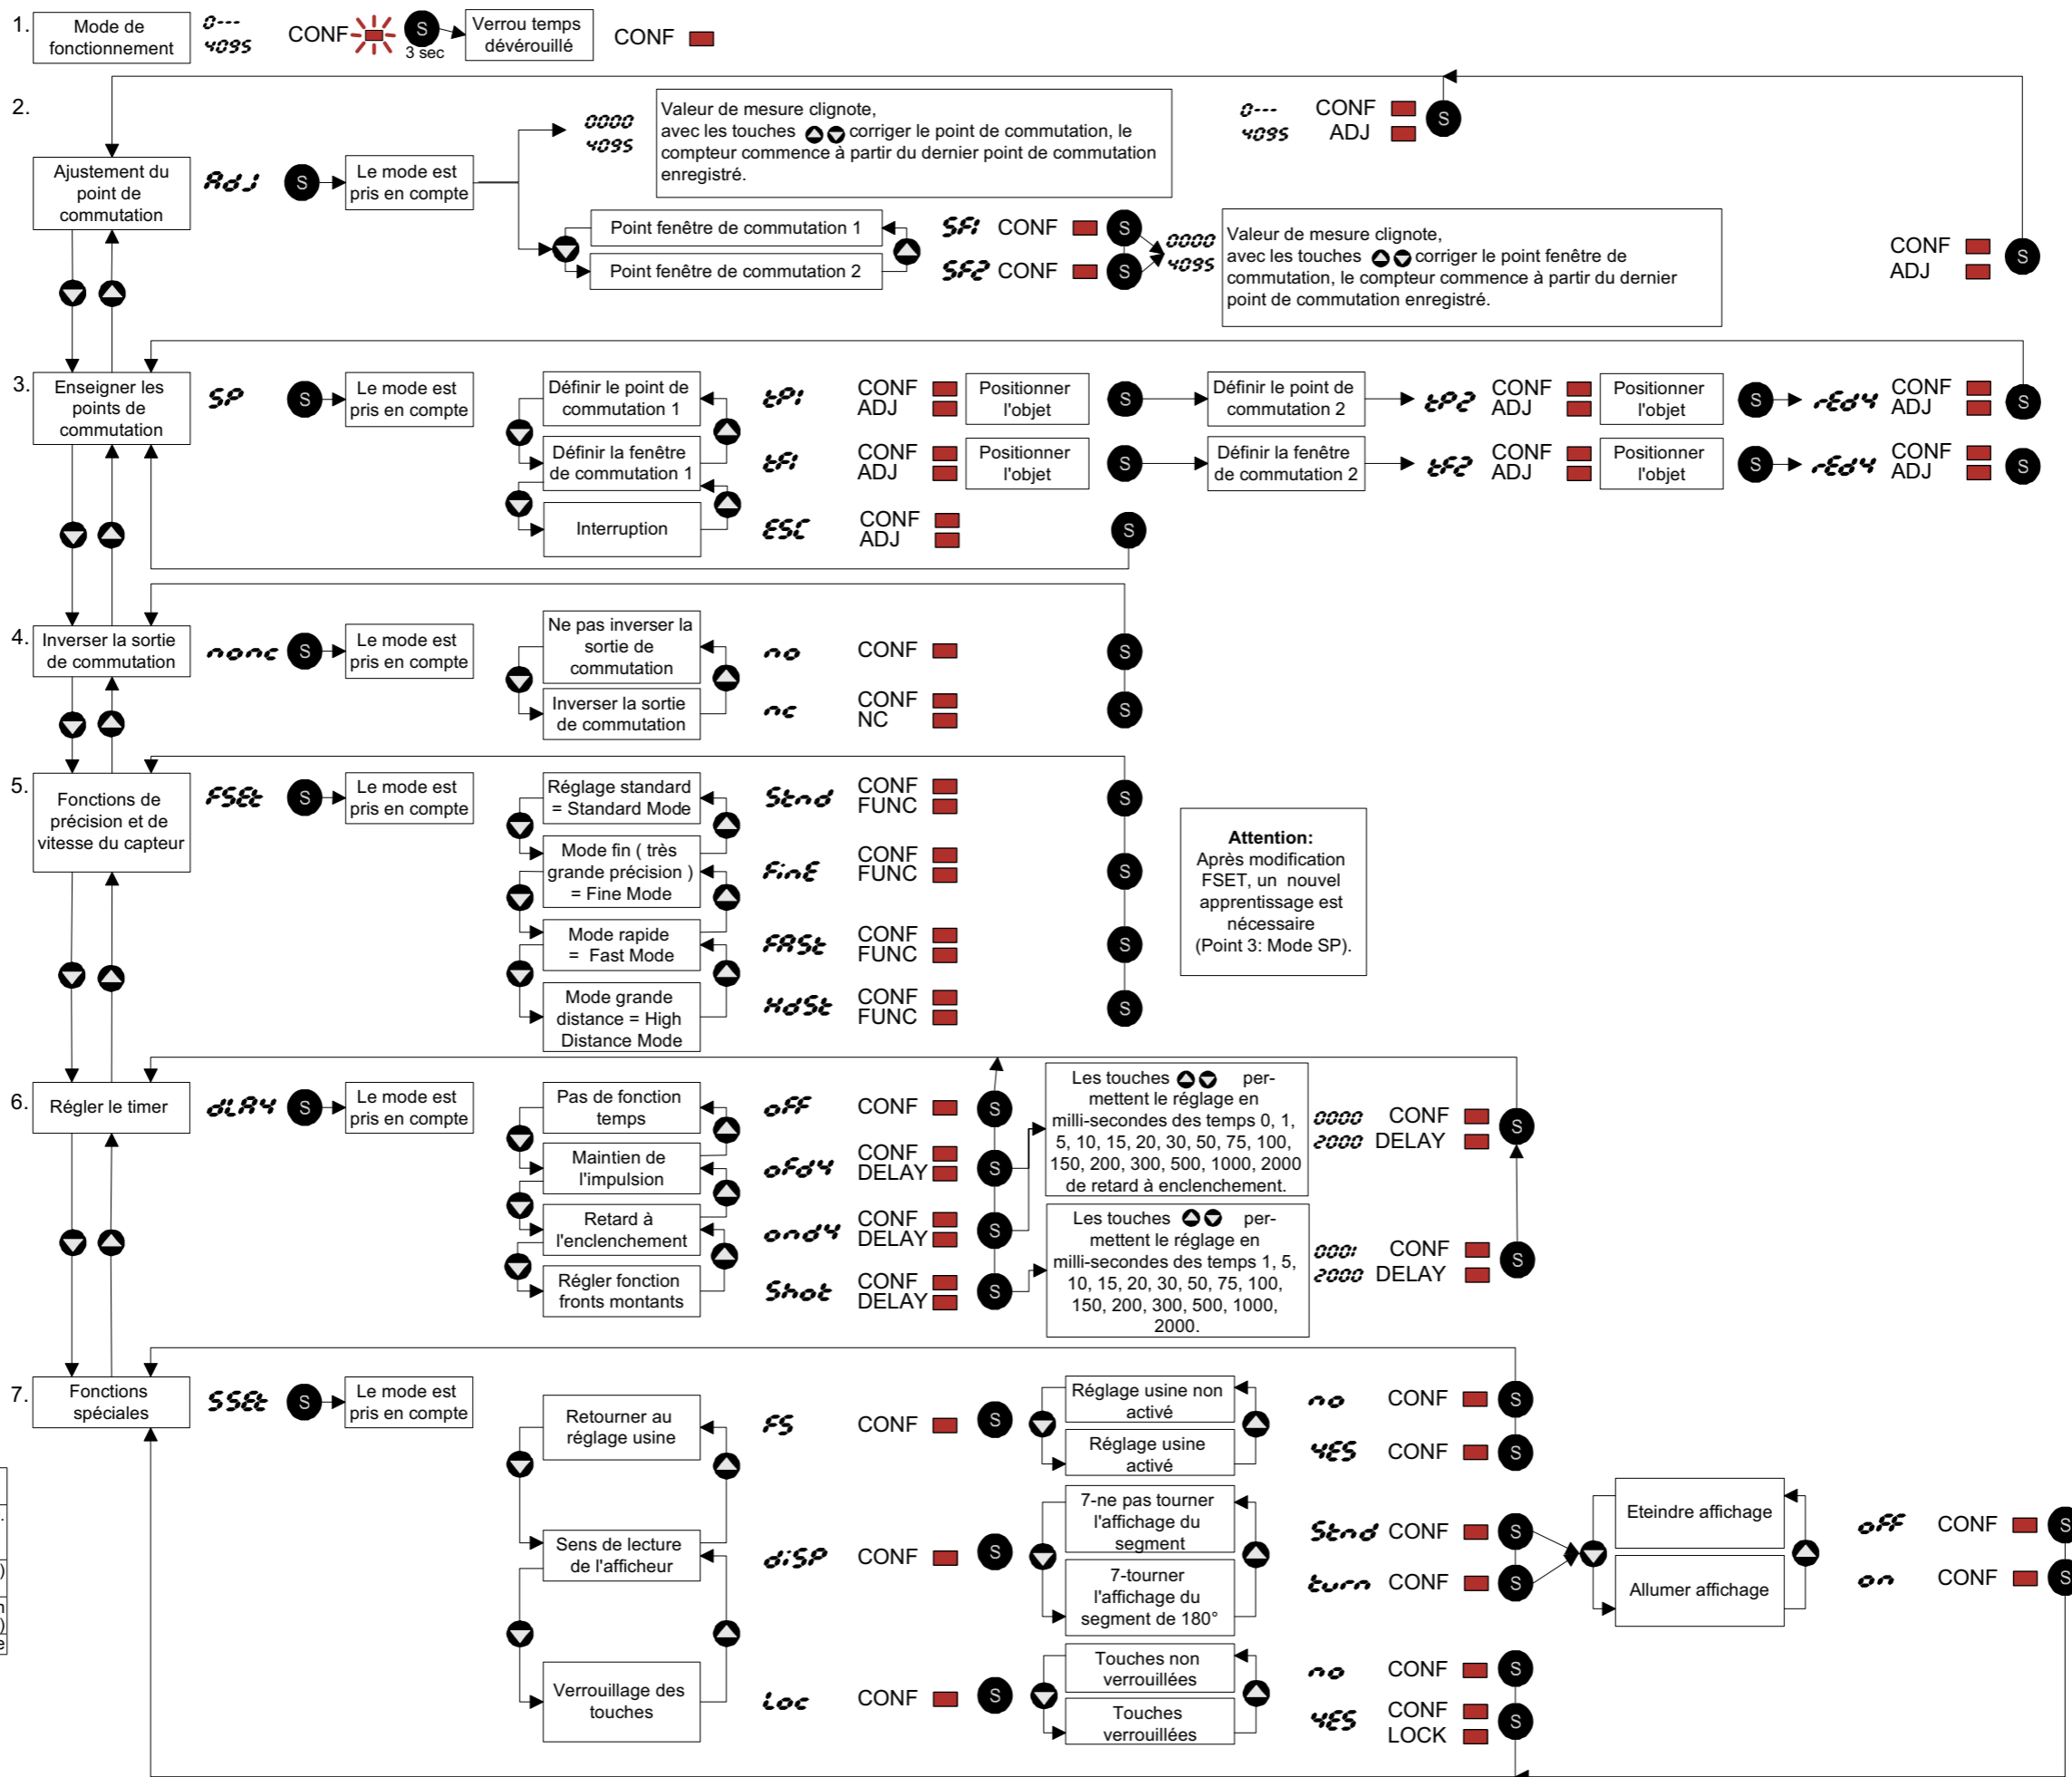 1.
Mode de
fonctionnement
0---
4095
CONF
S
3 sec
Verrou temps
dévérouillé
CONF
2.
Ajustement du
point de
commutation
AdJ
S
Le mode est
pris en compte
0000
4095
Valeur de mesure clignote,
avec les touches corriger le point de commutation, le
compteur commence à partir du dernier point de commutation
enregistré.
0---
4095
CONF
ADJ
S
Point fenêtre de commutation 1
SF1 CONF
S
Point fenêtre de commutation 2
SF2 CONF
S
0000
4095
Valeur de mesure clignote,
avec les touches corriger le point fenêtre de
commutation, le compteur commence à partir du dernier
point de commutation enregistré.
CONF
ADJ
S
3.
Enseigner les
points de
commutation
SP
S
Le mode est
pris en compte
Définir le point de
commutation 1
tP1
CONF
ADJ
Positionner
l'objet
S
Définir le point de
commutation 2
tP2
CONF
ADJ
Positionner
l'objet
S
rEdY
CONF
ADJ
S
Définir la fenêtre
de commutation 1
tF1
CONF
ADJ
Positionner
l'objet
S
Définir la fenêtre
de commutation 2
tF2
CONF
ADJ
Positionner
l'objet
S
rEdY
CONF
ADJ
S
Interruption
ESC
CONF
ADJ
S
4.
Inverser la sortie
de commutation
nonc
S
Le mode est
pris en compte
Ne pas inverser la
sortie de
commutation
no
CONF
S
Inverser la sortie
de commutation
nc
CONF
NC
S
5.
Fonctions de
précision et de
vitesse du capteur
FSEt
S
Le mode est
pris en compte
Réglage standard
= Standard Mode
Stnd
CONF
FUNC
S
Mode fin ( très
grande précision )
= Fine Mode
FinE
CONF
FUNC
S
Mode rapide
= Fast Mode
FASt
CONF
FUNC
S
Mode grande
distance = High
Distance Mode
HdSt
CONF
FUNC
S
Attention:
Après modification
FSET, un nouvel
apprentissage est
nécessaire
(Point 3: Mode SP).
6.
Régler le timer
dLAY
S
Le mode est
pris en compte
Pas de fonction
temps
oFF
CONF
S
Maintien de
l'impulsion
oFdY
CONF
DELAY
S
Retard à
l'enclenchement
ondY
CONF
DELAY
S
Régler fonction
fronts montants
Shot
CONF
DELAY
S
Les touches per-
mettent le réglage en
milli-secondes des temps 0, 1,
5, 10, 15, 20, 30, 50, 75, 100,
150, 200, 300, 500, 1000, 2000
de retard à enclenchement.
0000 CONF
2000 DELAY
S
Les touches per-
mettent le réglage en
milli-secondes des temps 1, 5,
10, 15, 20, 30, 50, 75, 100,
150, 200, 300, 500, 1000,
2000.
0001 CONF
2000 DELAY
S
7.
Fonctions
spéciales
SSEt
S
Le mode est
pris en compte
Retourner au
réglage usine
FS
CONF
S
Réglage usine non
activé
no
CONF
S
Réglage usine
activé
YES
CONF
S
Sens de lecture
de l'afficheur
diSP
CONF
S
7-ne pas tourner
l'affichage du
segment
Stnd CONF
S
7-tourner
l'affichage du
segment de 180°
turn CONF
S
Eteindre affichage
oFF
CONF
S
Allumer affichage
on
CONF
S
Verrouillage des
touches
Loc
CONF
S
Touches non
verrouillées
no
CONF
S
Touches
verrouillées
YES
CONF
LOCK
S